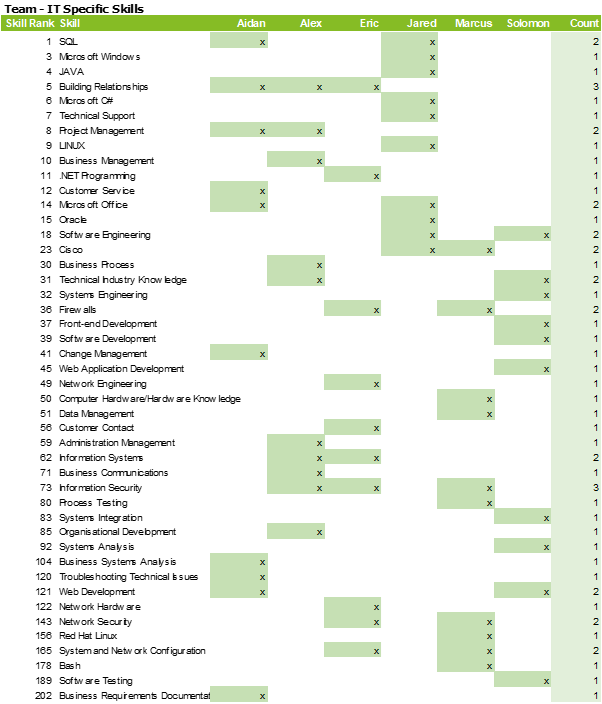 Team - IT Specific Skills
Skill Rank Skill Aidan Alex Eric Jared Marcus Solomon Count
1 SQL x x 2
3 Microsoft Windows x 1
4 JAVA x 1
5 Building Relationships x x x 3
6 Microsoft C# x 1
7 Technical Support x 1
8 Project Management x x 2
9 LINUX x 1
10 Business Management x 1
11 .NET Programming x 1
12 Customer Service x 1
14 Microsoft Office x x 2
15 Oracle x 1
18 Software Engineering x x 2
23 Cisco x x 2
30 Business Process x 1
31 Technical Industry Knowledge x x 2
32 Systems Engineering x 1
36 Firewalls x x 2
37 Front-end Development x 1
39 Software Development x 1
41 Change Management x 1
45 Web Application Development x 1
49 Network Engineering x 1
50 Computer Hardware/Hardware Knowledge x 1
51 Data Management x 1
56 Customer Contact x 1
59 Administration Management x 1
62 Information Systems x x 2
71 Business Communications x 1
73 Information Security x x x 3
80 Process Testing x 1
83 Systems Integration x 1
85 Organisational Development x 1
92 Systems Analysis x 1
104 Business Systems Analysis x 1
120 Troubleshooting Technical Issues x 1
121 Web Development x x 2
122 Network Hardware x 1
143 Network Security x x 2
156 Red Hat Linux x 1
165 System and Network Configuration x x 2
178 Bash x 1
189 Software Testing x 1
202 Business Requirements Documentat x 1